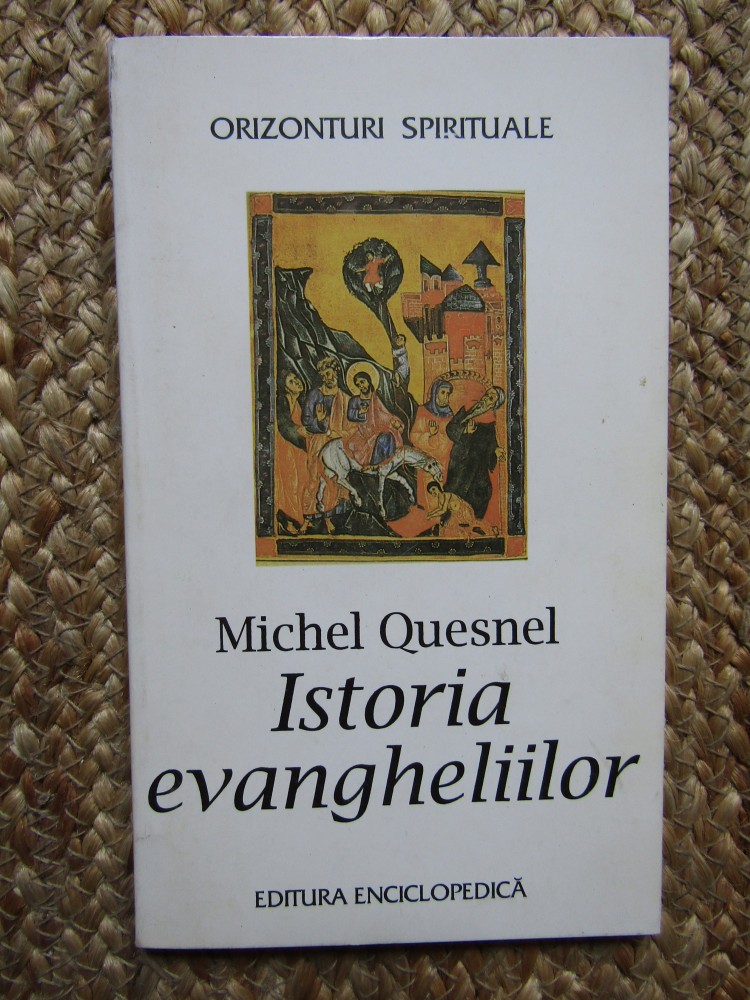 ORIZONTURI SPIRITUALE
Michel Quesnel
Istoria
evangheliilor
EDITURA ENCICLOPEDICĂ